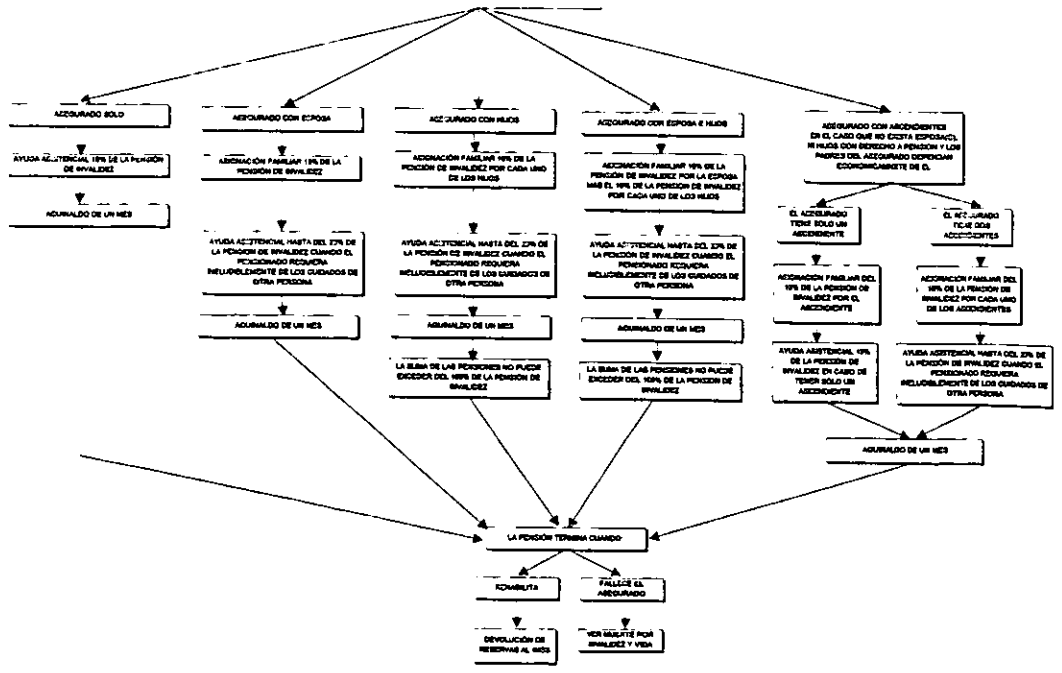 ASEGURADO SOLO
AYUDA ASISTENCIAL 15% DE LA PENSIÓN
DE INVALIDEZ
AGUINALDO DE UN MES
ASEGURADO CON ESPOSA
ASIGNACIÓN FAMILIAR 15% DE LA
PENSIÓN DE INVALIDEZ
AYUDA ASISTENCIAL HASTA DEL 20% DE
LA PENSIÓN DE INVALIDEZ CUANDO EL
PENSIONADO REQUIERA
INELUDIBLEMENTE DE LOS CUIDADOS DE
OTRA PERSONA
AGUINALDO DE UN MES
ASEGURADO CON HIJOS
ASIGNACIÓN FAMILIAR 10% DE LA
PENSIÓN DE INVALIDEZ POR CADA UNO
DE LOS HIJOS
AYUDA ASISTENCIAL HASTA DEL 20% DE
LA PENSIÓN DE INVALIDEZ CUANDO EL
PENSIONADO REQUIERA
INELUDIBLEMENTE DE LOS CUIDADOS DE
OTRA PERSONA
AGUINALDO DE UN MES
LA SUMA DE LAS PENSIONES NO PUEDE
EXCEDER DEL 100% DE LA PENSIÓN DE
INVALIDEZ
ASEGURADO CON ESPOSA E HIJOS
ASIGNACIÓN FAMILIAR 15% DE LA
PENSIÓN DE INVALIDEZ POR LA ESPOSA
MAS EL 10% DE LA PENSIÓN DE INVALIDEZ
POR CADA UNO DE LOS HIJOS
AYUDA ASISTENCIAL HASTA DEL 20% DE
LA PENSIÓN DE INVALIDEZ CUANDO EL
PENSIONADO REQUIERA
INELUDIBLEMENTE DE LOS CUIDADOS DE
OTRA PERSONA
AGUINALDO DE UN MES
LA SUMA DE LAS PENSIONES NO PUEDE
EXCEDER DEL 100% DE LA PENSIÓN DE
INVALIDEZ
ASEGURADO CON ASCENDIENTES
EN EL CASO QUE NO EXISTA ESPOSA(O),
NI HIJOS CON DERECHO A PENSIÓN Y LOS
PADRES DEL ASEGURADO DEPENDAN
ECONÓMICAMETE DE EL
EL ASEGURADO
TIENE SOLO UN
ASCENDIENTE
ASIGNACIÓN FAMILIAR DEL
10% DE LA PENSIÓN DE
INVALIDEZ POR EL
ASCENDIENTE
AYUDA ASISTENCIAL 10%
DE LA PENSIÓN DE
INVALIDEZ EN CASO DE
TENER SOLO UN
ASCENDIENTE
EL ASEGURADO
TIENE DOS
ASCENDIENTES
ASIGNACIÓN FAMILIAR DEL
10% DE LA PENSIÓN DE
INVALIDEZ POR CADA UNO
DE LOS ASCENDIENTES
AYUDA ASISTENCIAL HASTA DEL 20% DE
LA PENSIÓN DE INVALIDEZ CUANDO EL
PENSIONADO REQUIERA
INELUDIBLEMENTE DE LOS CUIDADOS DE
OTRA PERSONA
AGUINALDO DE UN MES
LA PENSIÓN TERMINA CUANDO
REHABILITA
DEVOLUCIÓN DE
RESERVAS AL IMSS
FALLECE EL
ASEGURADO
VER MUERTE POR
INVALIDEZ Y VIDA